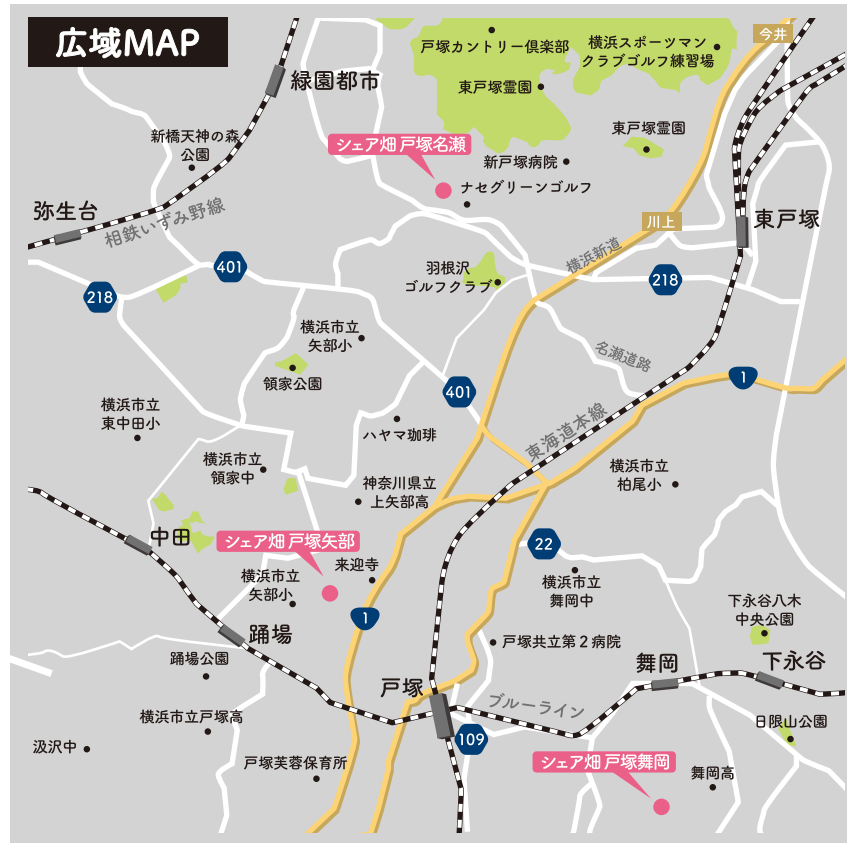 広域MAP
今井
戸塚カントリー倶楽部
横浜スポーツマン
クラブゴルフ練習場
緑園都市
東戸塚霊園
東戸塚霊園
新橋天神の森
公園
シェア畑 戸塚名瀬
新戸塚病院
ナセグリーンゴルフ
弥生台
相鉄いずみ野線
川上
東戸塚
横浜新道
401
羽根沢
ゴルフクラブ
218
218
横浜市立
矢部小
名瀬道路
領家公園
401
1
横浜市立
東中田小
ハヤマ珈琲
東海道本線
横浜市立
領家中
神奈川県立
上矢部高
横浜市立
柏尾小
中田
シェア畑 戸塚矢部
22
来迎寺
横浜市立
矢部小
横浜市立
舞岡中
1
下永谷八木
中央公園
踊場
戸塚共立第2病院
踊場公園
舞岡
下永谷
戸塚
ブルーライン
横浜市立戸塚高
日限山公園
汲沢中
109
戸塚芙蓉保育所
シェア畑 戸塚舞岡
舞岡高